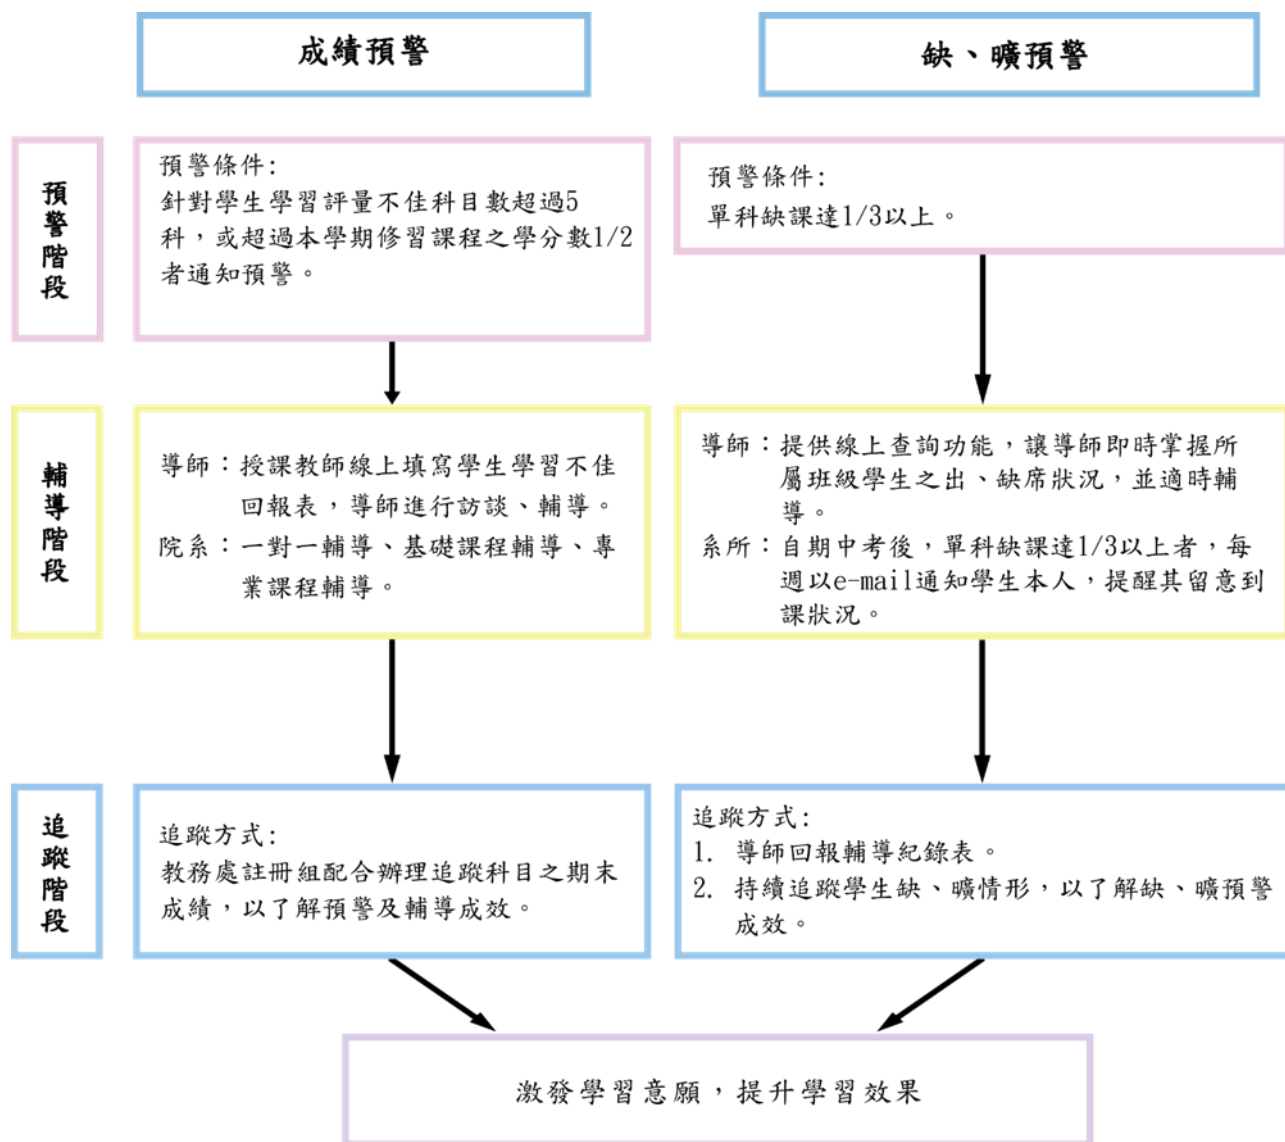 成績預警
缺、曠預警
預警階段
預警條件:
針對學生學習評量不佳科目數超過5
科，或超過本學期修習課程之學分數1/2
者通知預警。
預警條件:
單科缺課達1/3以上。
輔導階段
導師：授課教師線上填寫學生學習不佳
回報表，導師進行訪談、輔導。
院系：一對一輔導、基礎課程輔導、專
業課程輔導。
導師：提供線上查詢功能，讓導師即時掌握所
屬班級學生之出、缺席狀況，並適時輔
導。
系所：自期中考後，單科缺課達1/3以上者，每
週以e-mail通知學生本人，提醒其留意到
課狀況。
追蹤階段
追蹤方式:
教務處註冊組配合辦理追蹤科目之期末
成績，以了解預警及輔導成效。
追蹤方式:
1. 導師回報輔導紀錄表。
2. 持續追蹤學生缺、曠情形，以了解缺、曠預警
成效。
激發學習意願，提升學習效果